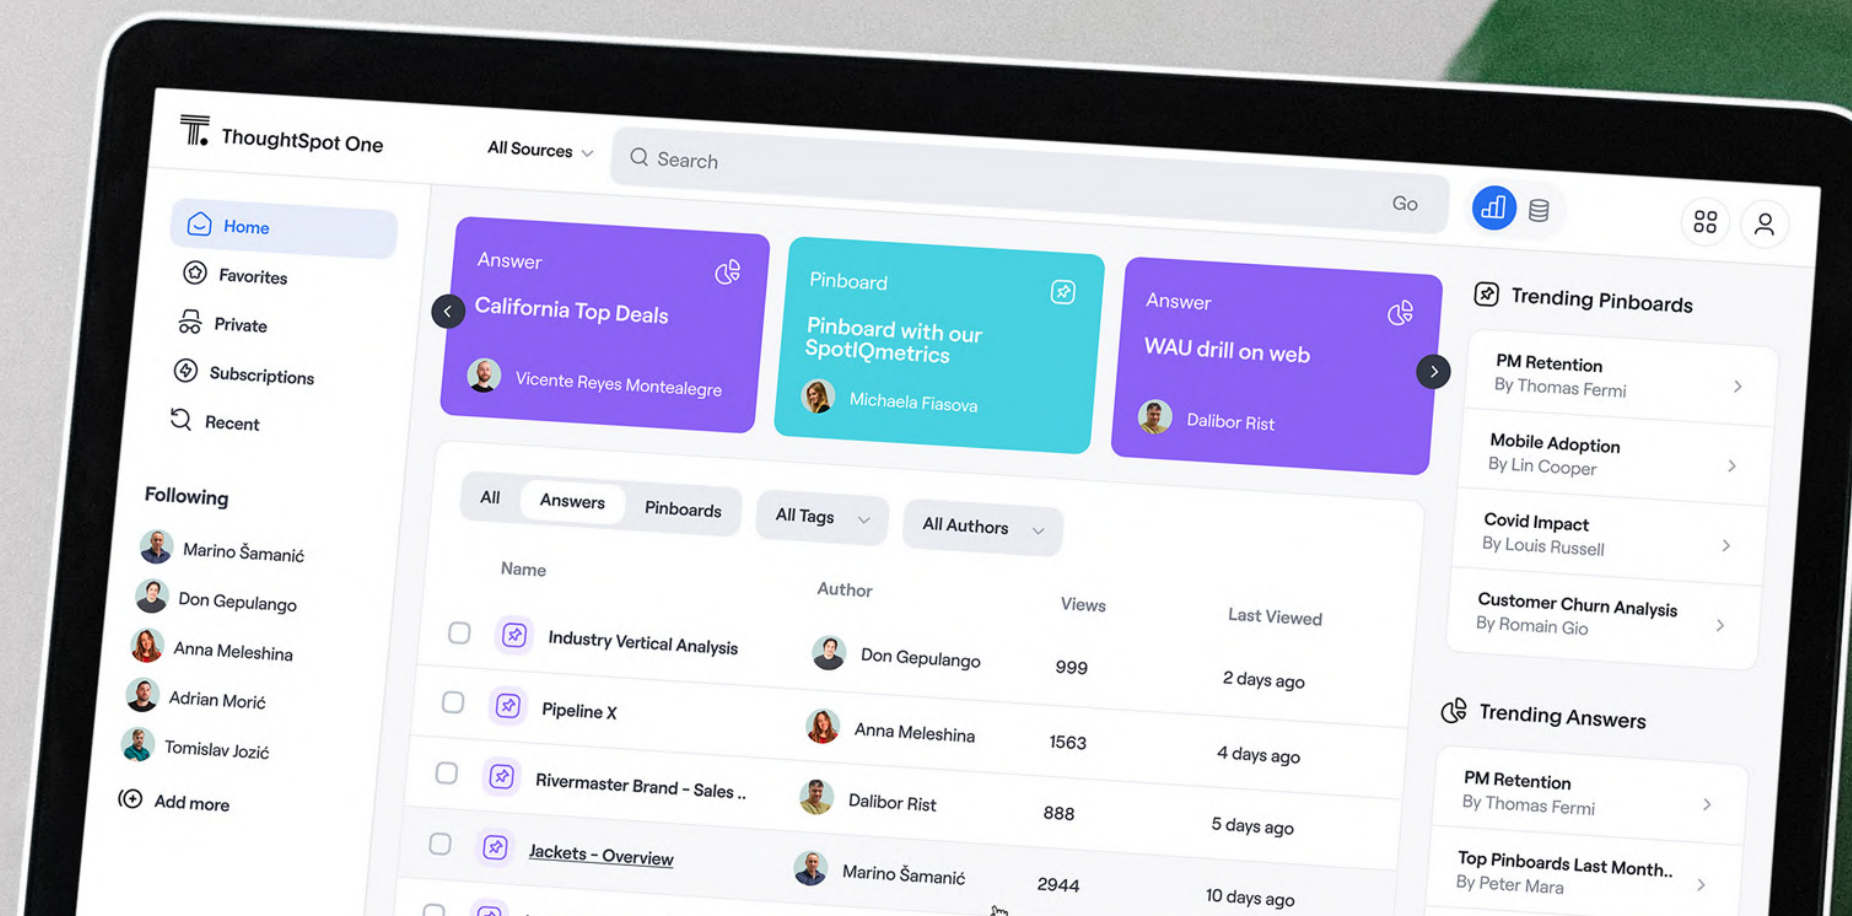 ThoughtSpot One
All Sources
Search
Go
Home
Favorites
Private
Subscriptions
Recent
Following
Marino Šamanić
Don Gepulango
Anna Meleshina
Adrian Morić
Tomislav Jozić
Add more
Answer
California Top Deals
Vicente Reyes Montealegre
Pinboard
Pinboard with our
SpotIQmetrics
Michaela Fiasova
Answer
WAU drill on web
Dalibor Rist
All Answers Pinboards All Tags All Authors
Name Author Views Last Viewed
Industry Vertical Analysis Don Gepulango 999 2 days ago
Pipeline X Anna Meleshina 1563 4 days ago
Rivermaster Brand - Sales .. Dalibor Rist 888 5 days ago
Jackets - Overview Marino Šamanić 2944 10 days ago
Trending Pinboards
PM Retention
By Thomas Fermi
Mobile Adoption
By Lin Cooper
Covid Impact
By Louis Russell
Customer Churn Analysis
By Romain Gio
Trending Answers
PM Retention
By Thomas Fermi
Top Pinboards Last Month..
By Peter Mara